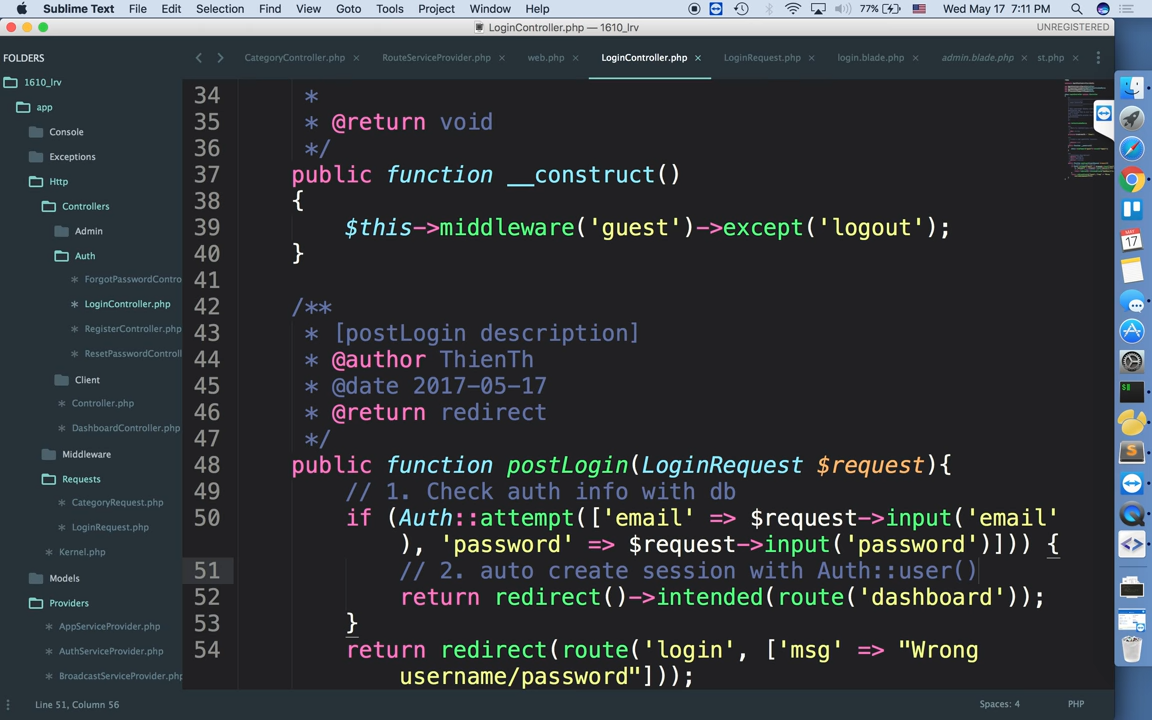 Sublime Text File Edit Selection Find View Goto Tools Project Window Help 77% Wed May 17 7:11 PM
LoginController.php — 1610_lrv UNREGISTERED
FOLDERS
1610_lrv
app
Console
Exceptions
Http
Controllers
Admin
Auth
ForgotPasswordContro
LoginController.php
RegisterController.php
ResetPasswordControll
Client
Controller.php
DashboardController.php
Middleware
Requests
CategoryRequest.php
LoginRequest.php
Kernel.php
Models
Providers
AppServiceProvider.php
AuthServiceProvider.php
BroadcastServiceProvider.php
CategoryController.php × RouteServiceProvider.php × web.php × LoginController.php × LoginRequest.php × login.blade.php × admin.blade.php × st.php ×
34 *
35 * @return void
36 */
37 public function __construct()
38 {
39 $this->middleware('guest')->except('logout');
40 }
41
42 /**
43 * [postLogin description]
44 * @author ThienTh
45 * @date 2017-05-17
46 * @return redirect
47 */
48 public function postLogin(LoginRequest $request){
49 // 1. Check auth info with db
50 if (Auth::attempt(['email' => $request->input('email'
), 'password' => $request->input('password')])) {
51 // 2. auto create session with Auth::user()
52 return redirect()->intended(route('dashboard'));
53 }
54 return redirect(route('login', ['msg' => "Wrong
username/password"]));
17
Line 51, Column 56 Spaces: 4 PHP